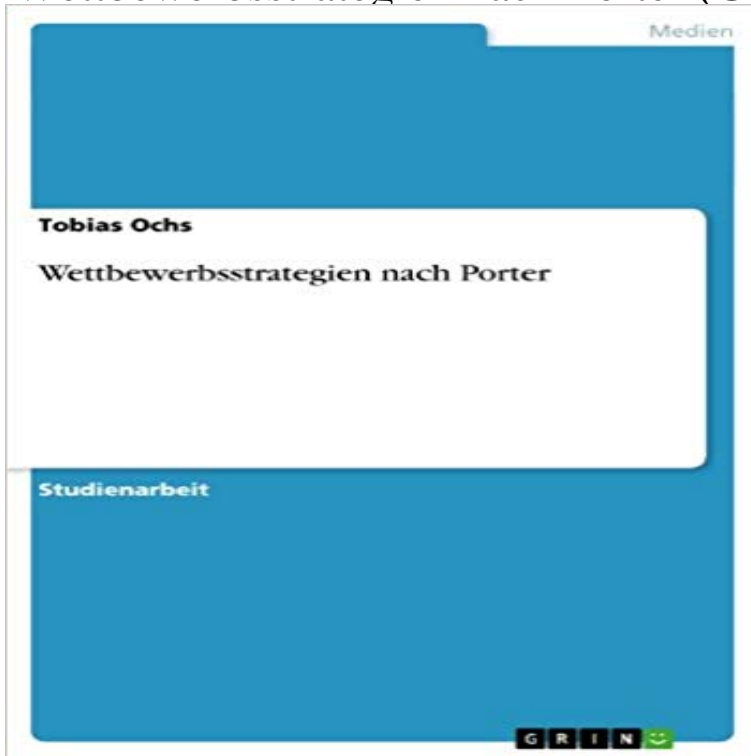 Medien
Tobias Ochs
Wettbewerbsstrategien nach Porter
Studienarbeit
GRIN